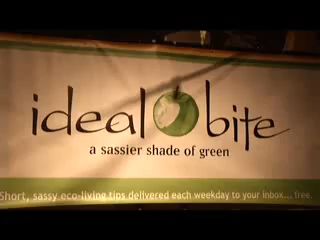 ideal bite
a sassier shade of green
Short, sassy eco-living tips delivered each weekday to your inbox... free.